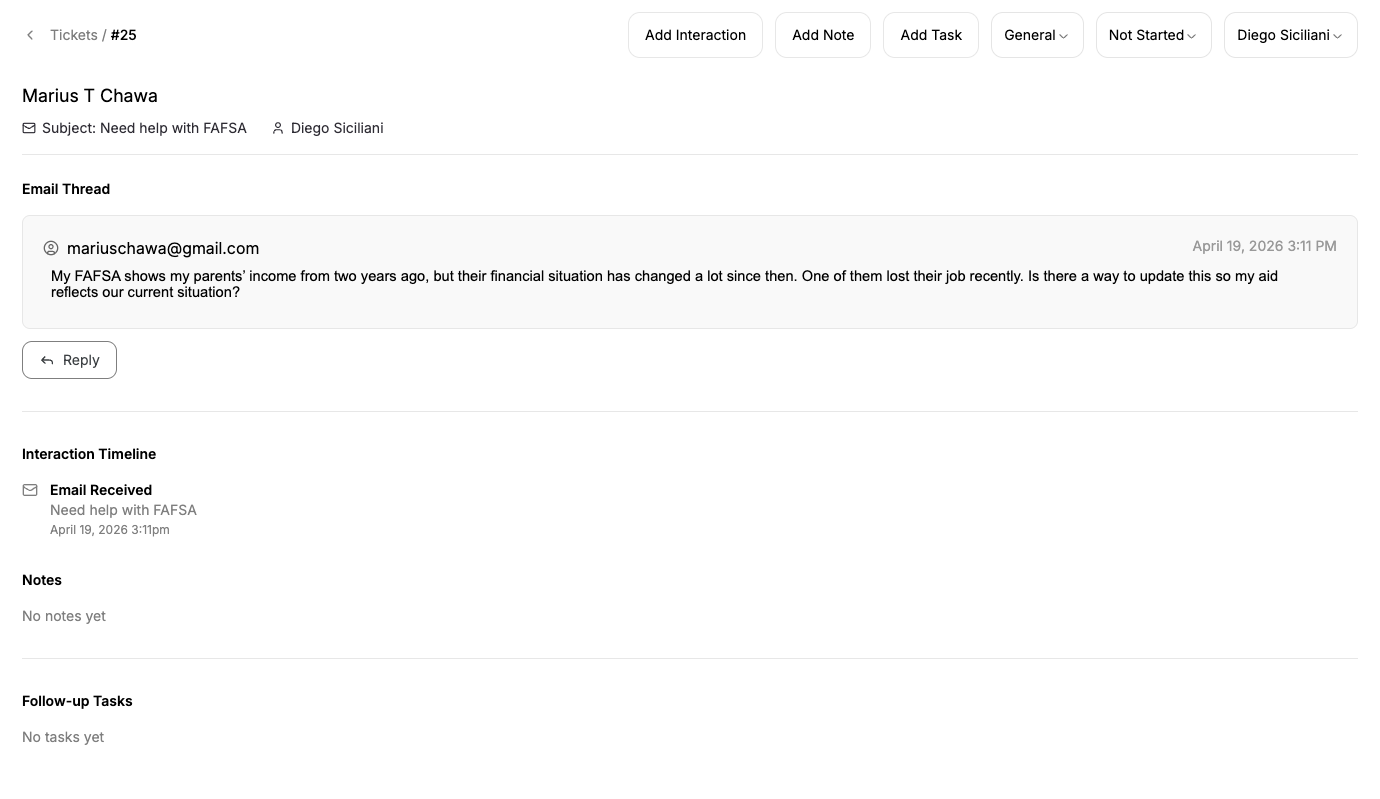 Tickets / #25
Add Interaction
Add Note
Add Task
General
Not Started
Diego Siciliani
Marius T Chawa
Subject: Need help with FAFSA
Diego Siciliani
Email Thread
mariuschawa@gmail.com
April 19, 2026 3:11 PM
My FAFSA shows my parents’ income from two years ago, but their financial situation has changed a lot since then. One of them lost their job recently. Is there a way to update this so my aid
reflects our current situation?
Reply
Interaction Timeline
Email Received
Need help with FAFSA
April 19, 2026 3:11pm
Notes
No notes yet
Follow-up Tasks
No tasks yet